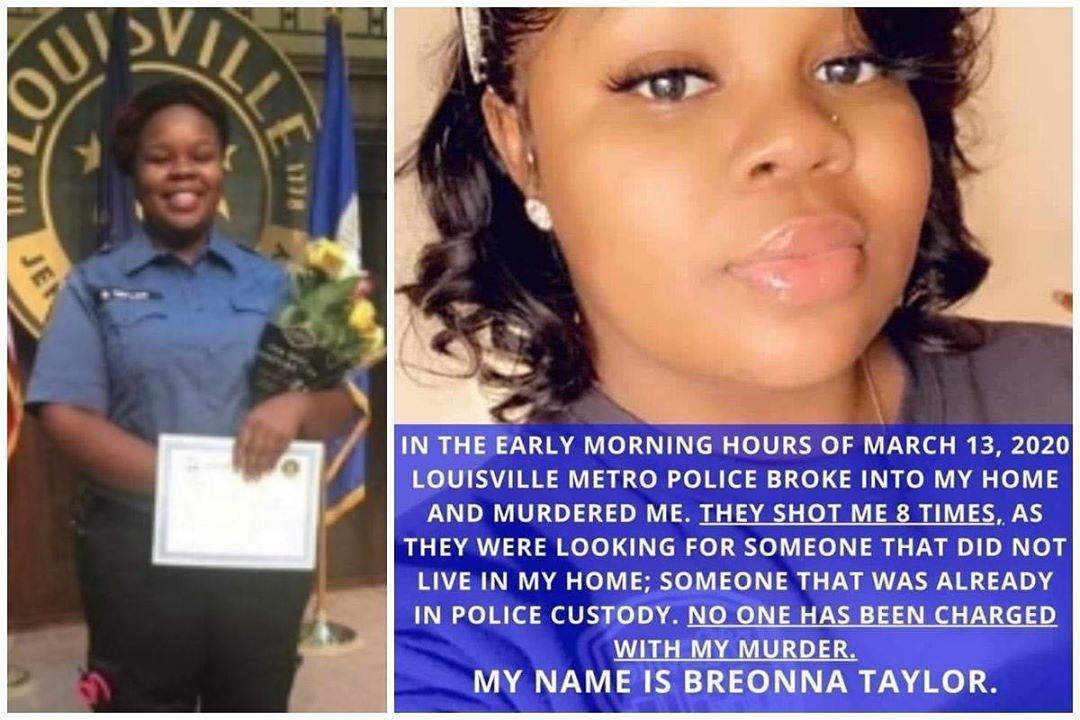 LOUISVILLE
1778
1778
JEF
IN THE EARLY MORNING HOURS OF MARCH 13, 2020
LOUISVILLE METRO POLICE BROKE INTO MY HOME
AND MURDERED ME. THEY SHOT ME 8 TIMES, AS
THEY WERE LOOKING FOR SOMEONE THAT DID NOT
LIVE IN MY HOME; SOMEONE THAT WAS ALREADY
IN POLICE CUSTODY. NO ONE HAS BEEN CHARGED
WITH MY MURDER.
MY NAME IS BREONNA TAYLOR.